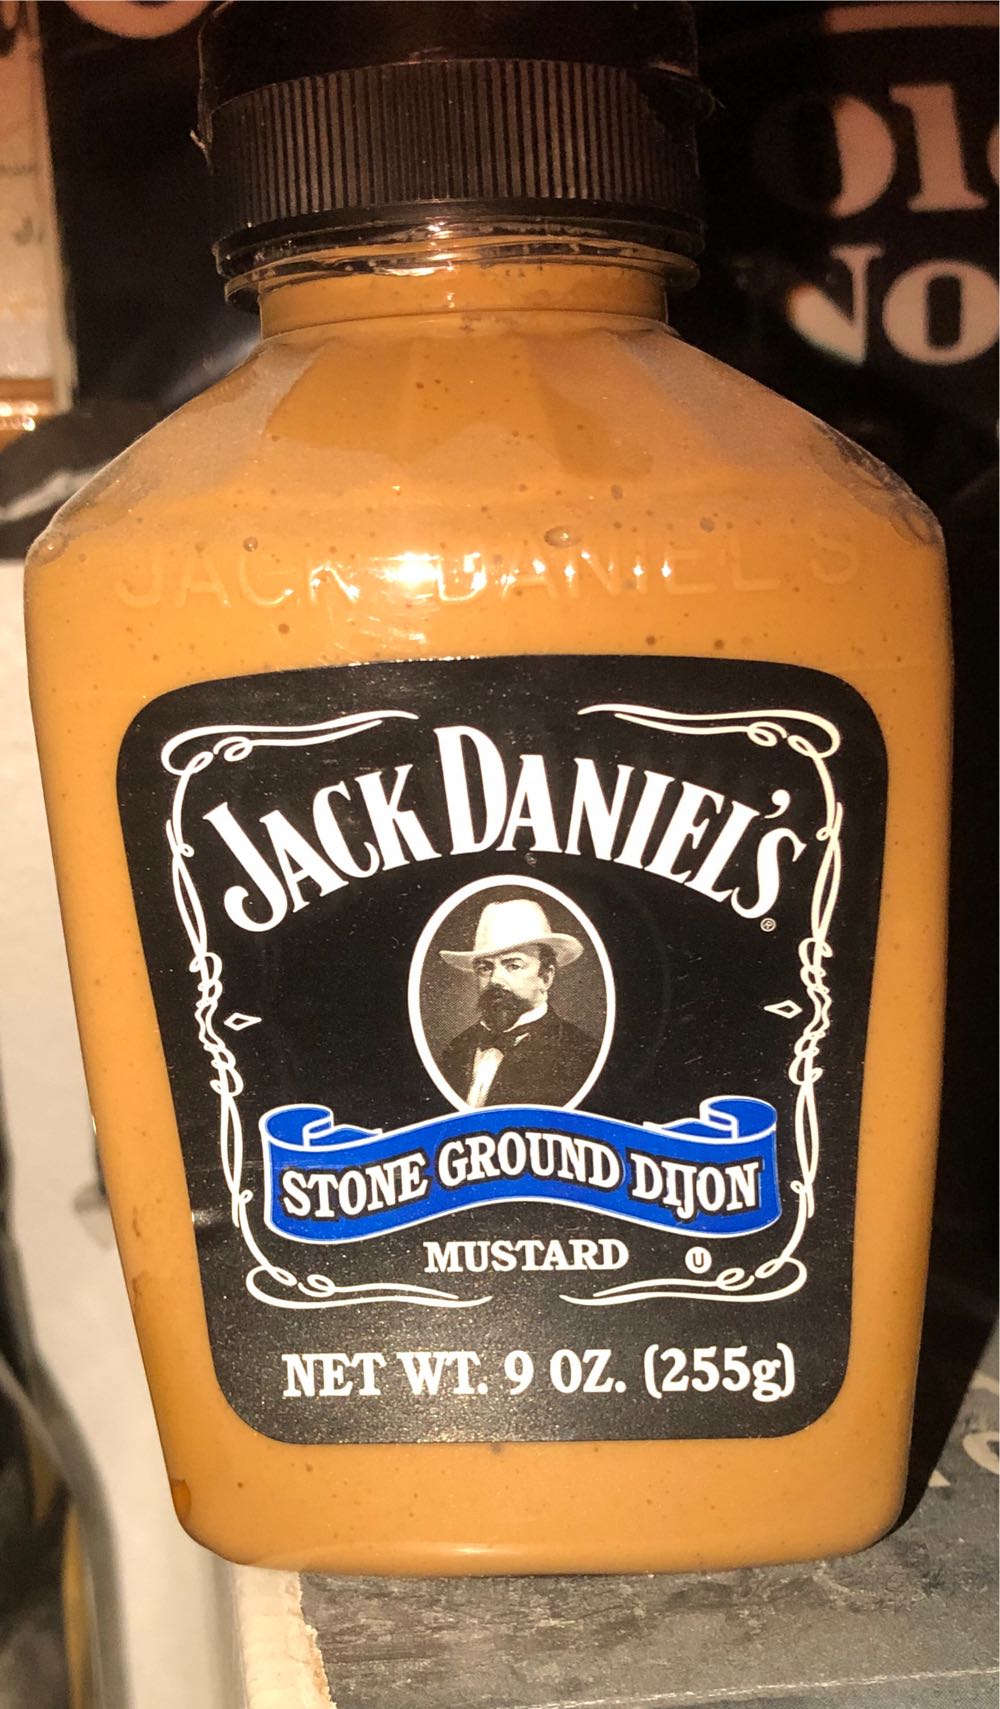 JACK DANIEL'S
JACK DANIEL'S®
STONE GROUND DIJON
MUSTARD U
NET WT. 9 OZ. (255g)